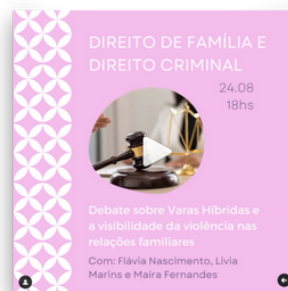 DIREITO DE FAMÍLIA E
DIREITO CRIMINAL
24.08
18hs
Debate sobre Varas Híbridas e
a visibilidade da violência nas
relações familiares
Com: Flávia Nascimento, Livia
Marins e Maira Fernandes